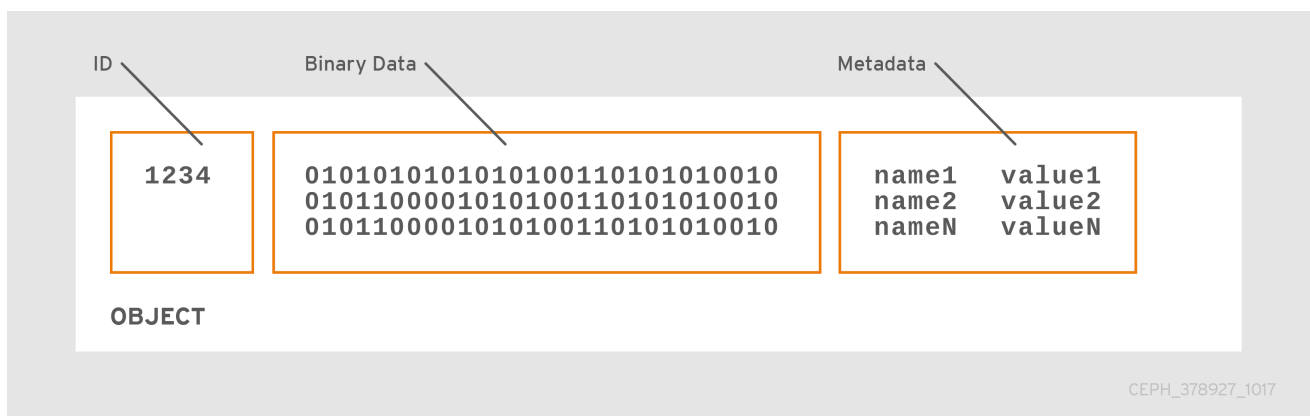 ID Binary Data Metadata
1234 0101010101010100110101010010 name1 value1
0101100001010100110101010010 name2 value2
0101100001010100110101010010 nameN valueN
OBJECT
CEPH_378927_1017